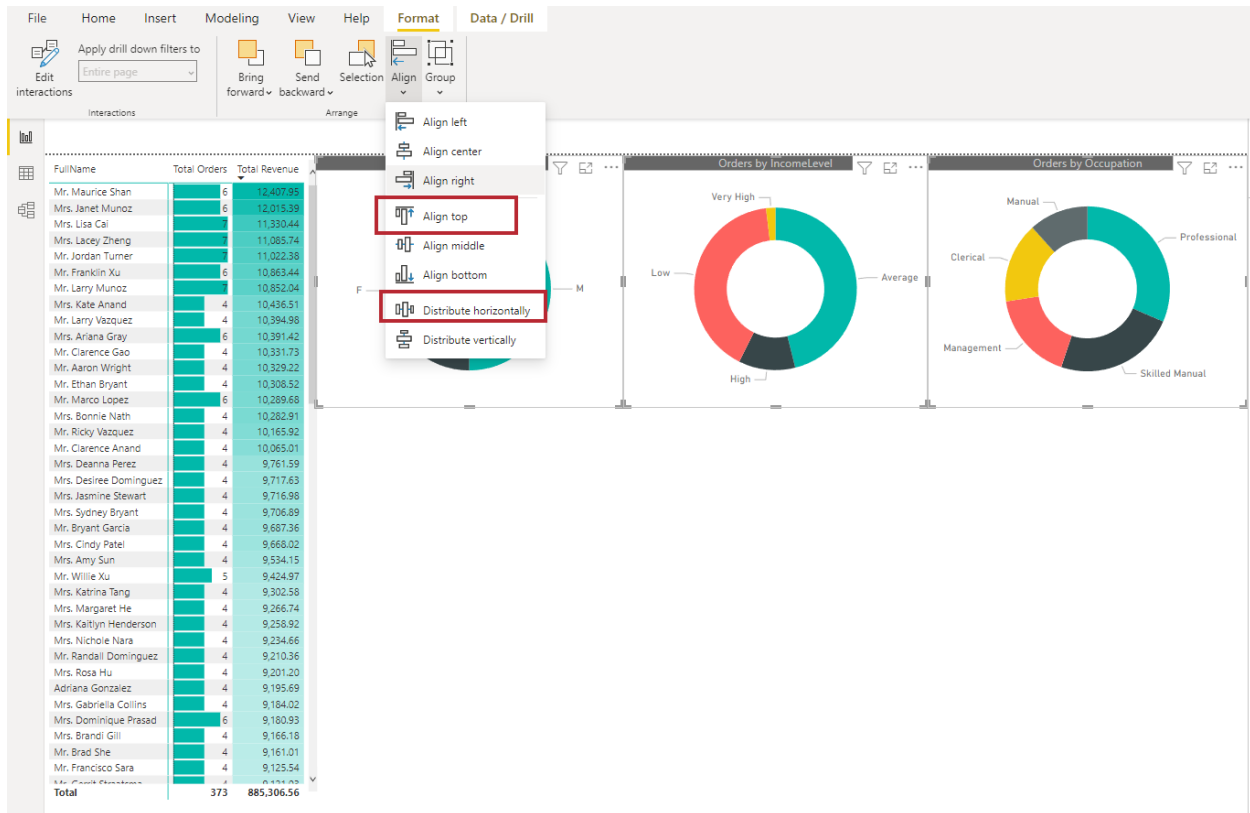 File Home Insert Modeling View Help Format Data / Drill
Apply drill down filters to
Entire page
Edit interactions
Bring forward
Send backward
Selection
Align
Group
Interactions
Arrange
Align left
Align center
Align right
Align top
Align middle
Align bottom
Distribute horizontally
Distribute vertically
FullName Total Orders Total Revenue
Mr. Maurice Shan 6 12,407.95
Mrs. Janet Munoz 6 12,015.39
Mrs. Lisa Cai 7 11,330.44
Mrs. Lacey Zheng 7 11,085.74
Mr. Jordan Turner 7 11,022.38
Mr. Franklin Xu 6 10,863.44
Mr. Larry Munoz 7 10,852.04
Mrs. Kate Anand 4 10,436.51
Mr. Larry Vazquez 4 10,394.98
Mrs. Ariana Gray 6 10,391.42
Mr. Clarence Gao 4 10,331.73
Mr. Aaron Wright 4 10,329.22
Mr. Ethan Bryant 4 10,308.52
Mr. Marco Lopez 6 10,289.68
Mrs. Bonnie Nath 4 10,282.91
Mr. Ricky Vazquez 4 10,165.92
Mr. Clarence Anand 4 10,065.01
Mrs. Deanna Perez 4 9,761.59
Mrs. Desiree Dominguez 4 9,717.63
Mrs. Jasmine Stewart 4 9,716.98
Mrs. Sydney Bryant 4 9,706.89
Mr. Bryant Garcia 4 9,687.36
Mrs. Cindy Patel 4 9,668.02
Mrs. Amy Sun 4 9,534.15
Mr. Willie Xu 5 9,424.97
Mrs. Katrina Tang 4 9,302.58
Mrs. Margaret He 4 9,266.74
Mrs. Kaitlyn Henderson 4 9,258.92
Mrs. Nichole Nara 4 9,234.66
Mr. Randall Dominguez 4 9,210.36
Mrs. Rosa Hu 4 9,201.20
Adriana Gonzalez 4 9,195.69
Mrs. Gabriella Collins 4 9,184.02
Mrs. Dominique Prasad 6 9,180.93
Mrs. Brandi Gill 4 9,166.18
Mr. Brad She 4 9,161.01
Mr. Francisco Sara 4 9,125.54
Total 373 885,306.56
F
M
Orders by IncomeLevel
Very High
Low
Average
High
Orders by Occupation
Manual
Professional
Clerical
Management
Skilled Manual